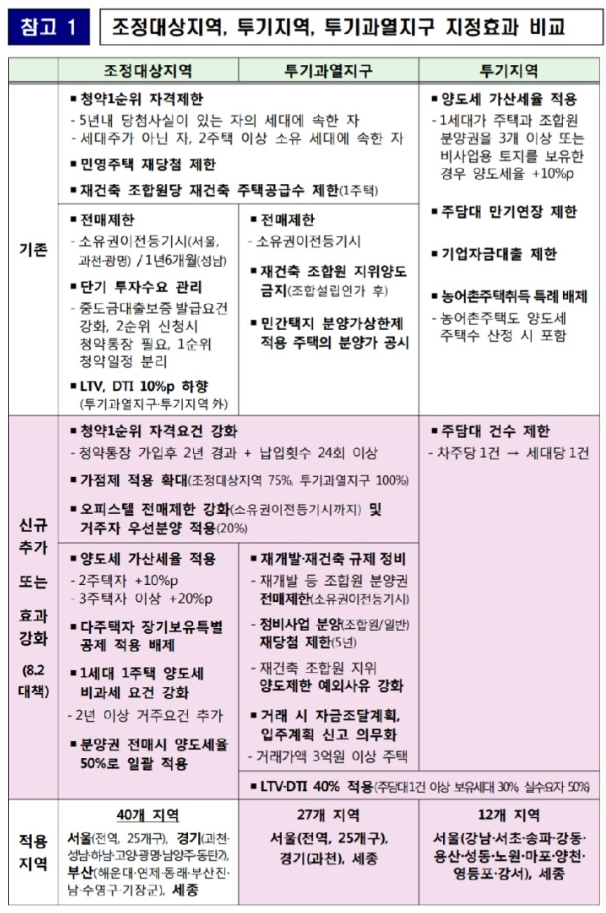 참고 1
조정대상지역, 투기지역, 투기과열지구 지정효과 비교
조정대상지역
투기과열지구
투기지역
기존
■ 청약1순위 자격제한
- 5년내 당첨사실이 있는 자의 세대에 속한 자
- 세대주가 아닌 자, 2주택 이상 소유 세대에 속한 자
■ 민영주택 재당첨 제한
■ 재건축 조합원당 재건축 주택공급수 제한(1주택)
■ 전매제한
- 소유권이전등기시(서울,
과천·광명) / 1년6개월(성남)
■ 단기 투자수요 관리
- 중도금대출보증 발급요건
강화, 2순위 신청시
청약통장 필요, 1순위
청약일정 분리
■ LTV, DTI 10%p 하향
(투기과열지구·투기지역 外)
■ 전매제한
- 소유권이전등기시
■ 재건축 조합원 지위양도
금지(조합설립인가 후)
■ 민간택지 분양가상한제
적용 주택의 분양가 공시
■ 양도세 가산세율 적용
- 1세대가 주택과 조합원
분양권을 3개 이상 또는
비사업용 토지를 보유한
경우 양도세율 +10%p
■ 주담대 만기연장 제한
■ 기업자금대출 제한
■ 농어촌주택취득 특례 배제
- 농어촌주택도 양도세
주택수 산정 시 포함
신규
추가
또는
효과
강화
(8.2
대책)
■ 청약1순위 자격요건 강화
- 청약통장 가입후 2년 경과 + 납입횟수 24회 이상
■ 가점제 적용 확대(조정대상지역 75%, 투기과열지구 100%)
■ 오피스텔 전매제한 강화(소유권이전등기시까지) 및
거주자 우선분양 적용(20%)
■ 양도세 가산세율 적용
- 2주택자 +10%p
- 3주택자 이상 +20%p
■ 다주택자 장기보유특별
공제 적용 배제
■ 1세대 1주택 양도세
비과세 요건 강화
- 2년 이상 거주요건 추가
■ 분양권 전매시 양도세율
50%로 일괄 적용
■ 재개발·재건축 규제 정비
- 재개발 등 조합원 분양권
전매제한(소유권이전등기시)
- 정비사업 분양(조합원/일반)
재당첨 제한(5년)
- 재건축 조합원 지위
양도제한 예외사유 강화
■ 거래 시 자금조달계획,
입주계획 신고 의무화
- 거래가액 3억원 이상 주택
■ 주담대 건수 제한
- 차주당 1건 → 세대당 1건
■ LTV·DTI 40% 적용(주담대 1건 이상 보유세대 30% 실수요자 50%)
적용
지역
40개 지역
서울(전역, 25개구), 경기(과천·
성남·하남·고양·광명·남양주·동탄2),
부산(해운대·연제·동래·부산진·
남·수영구·기장군), 세종
27개 지역
서울(전역, 25개구),
경기(과천), 세종
12개 지역
서울(강남·서초·송파·강동·
용산·성동·노원·마포·양천·
영등포·강서), 세종